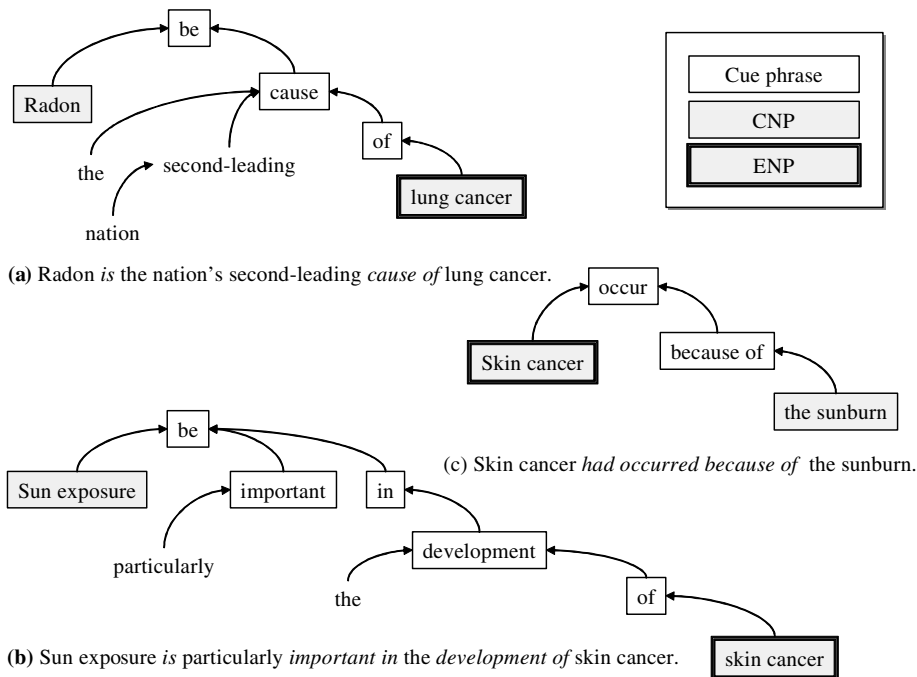 be
Radon
cause
the
second-leading
of
lung cancer
nation
Cue phrase
CNP
ENP
(a) Radon is the nation's second-leading cause of lung cancer.
occur
Skin cancer
because of
the sunburn
(c) Skin cancer had occurred because of the sunburn.
be
Sun exposure
important
in
particularly
development
the
of
skin cancer
(b) Sun exposure is particularly important in the development of skin cancer.